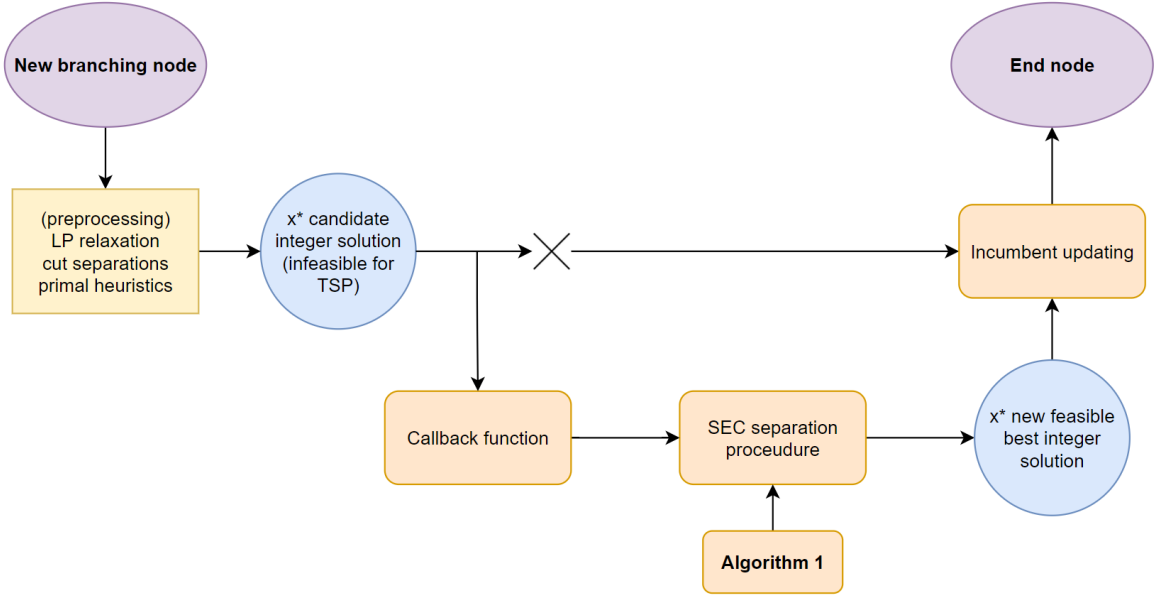 New branching node
End node
(preprocessing)
LP relaxation
cut separations
primal heuristics
x* candidate
integer solution
(infeasible for
TSP)
Incumbent updating
Callback function
SEC separation
proceudure
x* new feasible
best integer
solution
Algorithm 1